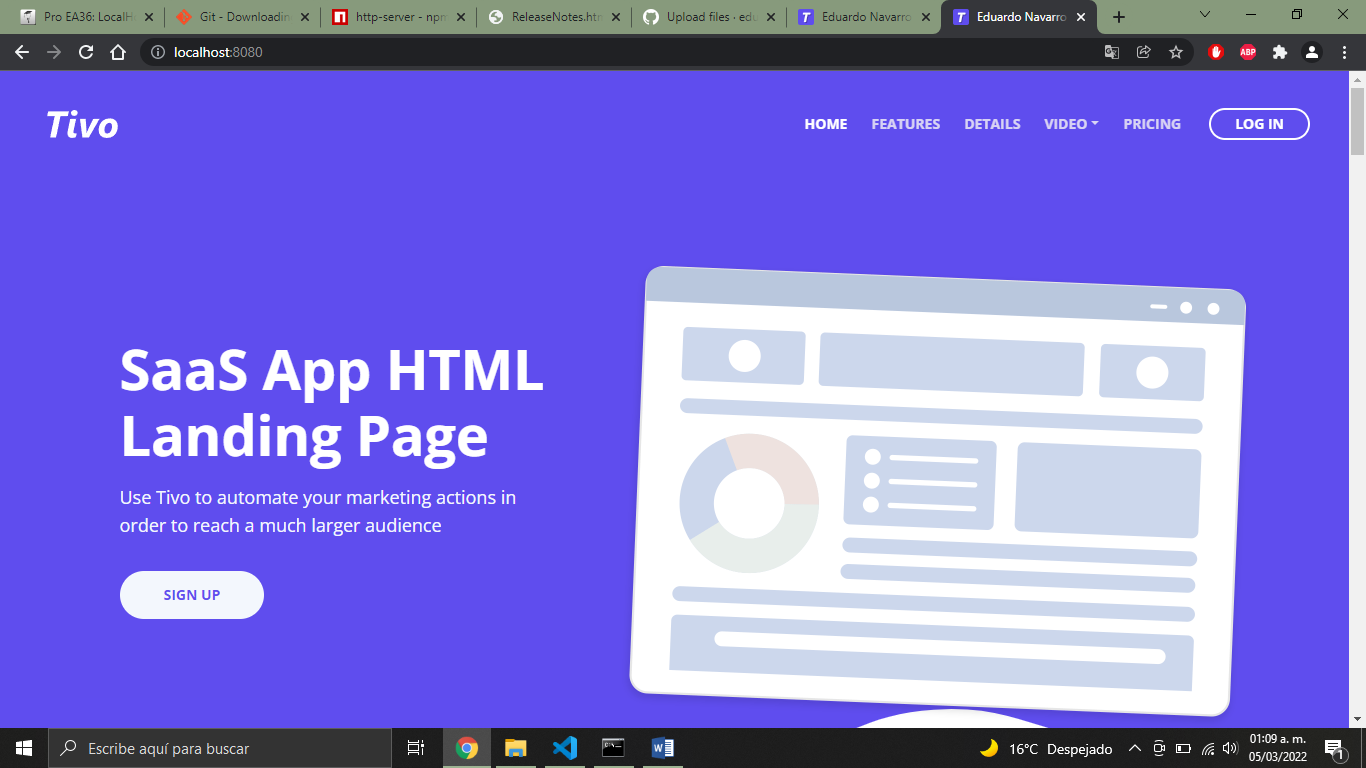 Pro EA36: LocalH
Git - Downloadin
http-server - npm
ReleaseNotes.htm
Upload files · edu
Eduardo Navarro
Eduardo Navarro
localhost:8080
ABP
Tivo
HOME FEATURES DETAILS VIDEO PRICING LOG IN
SaaS App HTML
Landing Page
Use Tivo to automate your marketing actions in
order to reach a much larger audience
SIGN UP
Escribe aquí para buscar
16°C Despejado
01:09 a. m.
05/03/2022
1